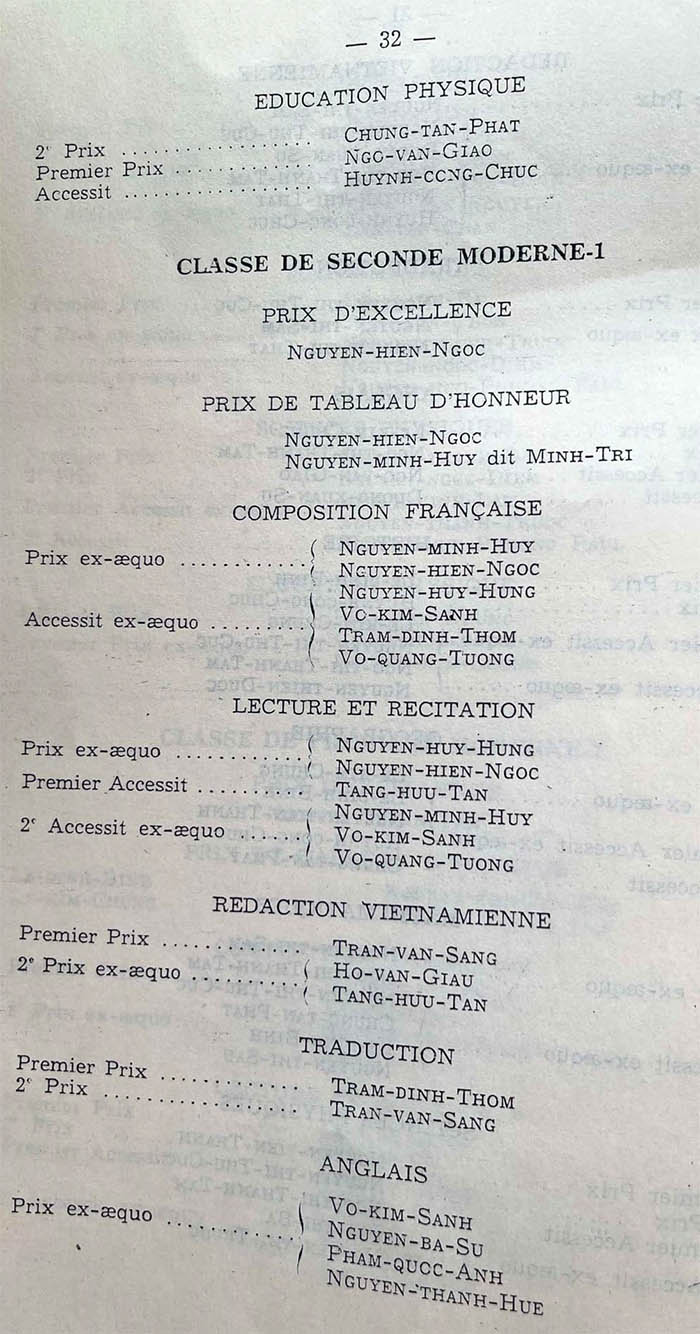 — 32 —
EDUCATION PHYSIQUE
2e Prix .................... CHUNG-TAN-PHAT
Premier Prix .................... NGO-VAN-GIAO
Accessit .................... HUYNH-CCNG-CHUC
CLASSE DE SECONDE MODERNE-1
PRIX D'EXCELLENCE
NGUYEN-HIEN-NGOC
PRIX DE TABLEAU D'HONNEUR
NGUYEN-HIEN-NGOC
NGUYEN-MINH-HUY dit MINH-TRI
COMPOSITION FRANÇAISE
Prix ex-æquo ............ ( NGUYEN-MINH-HUY
( NGUYEN-HIEN-NGOC
NGUYEN-HUY-HUNG
Accessit ex-æquo ........ ( VO-KIM-SANH
TRAM-DINH-THOM
VO-QUANG-TUONG
LECTURE ET RECITATION
Prix ex-æquo ............ ( NGUYEN-HUY-HUNG
( NGUYEN-HIEN-NGOC
Premier Accessit ............ TANG-HUU-TAN
NGUYEN-MINH-HUY
2e Accessit ex-æquo ...... VO-KIM-SANH
VO-QUANG-TUONG
REDACTION VIETNAMIENNE
Premier Prix .............. TRAN-VAN-SANG
2e Prix ex-æquo .......... ( HO-VAN-GIAU
( TANG-HUU-TAN
TRADUCTION
Premier Prix .............. TRAM-DINH-THOM
2e Prix .................. TRAN-VAN-SANG
ANGLAIS
Prix ex-æquo ............ VO-KIM-SANH
NGUYEN-BA-SU
PHAM-QUCC-ANH
NGUYEN-THANH-HUE